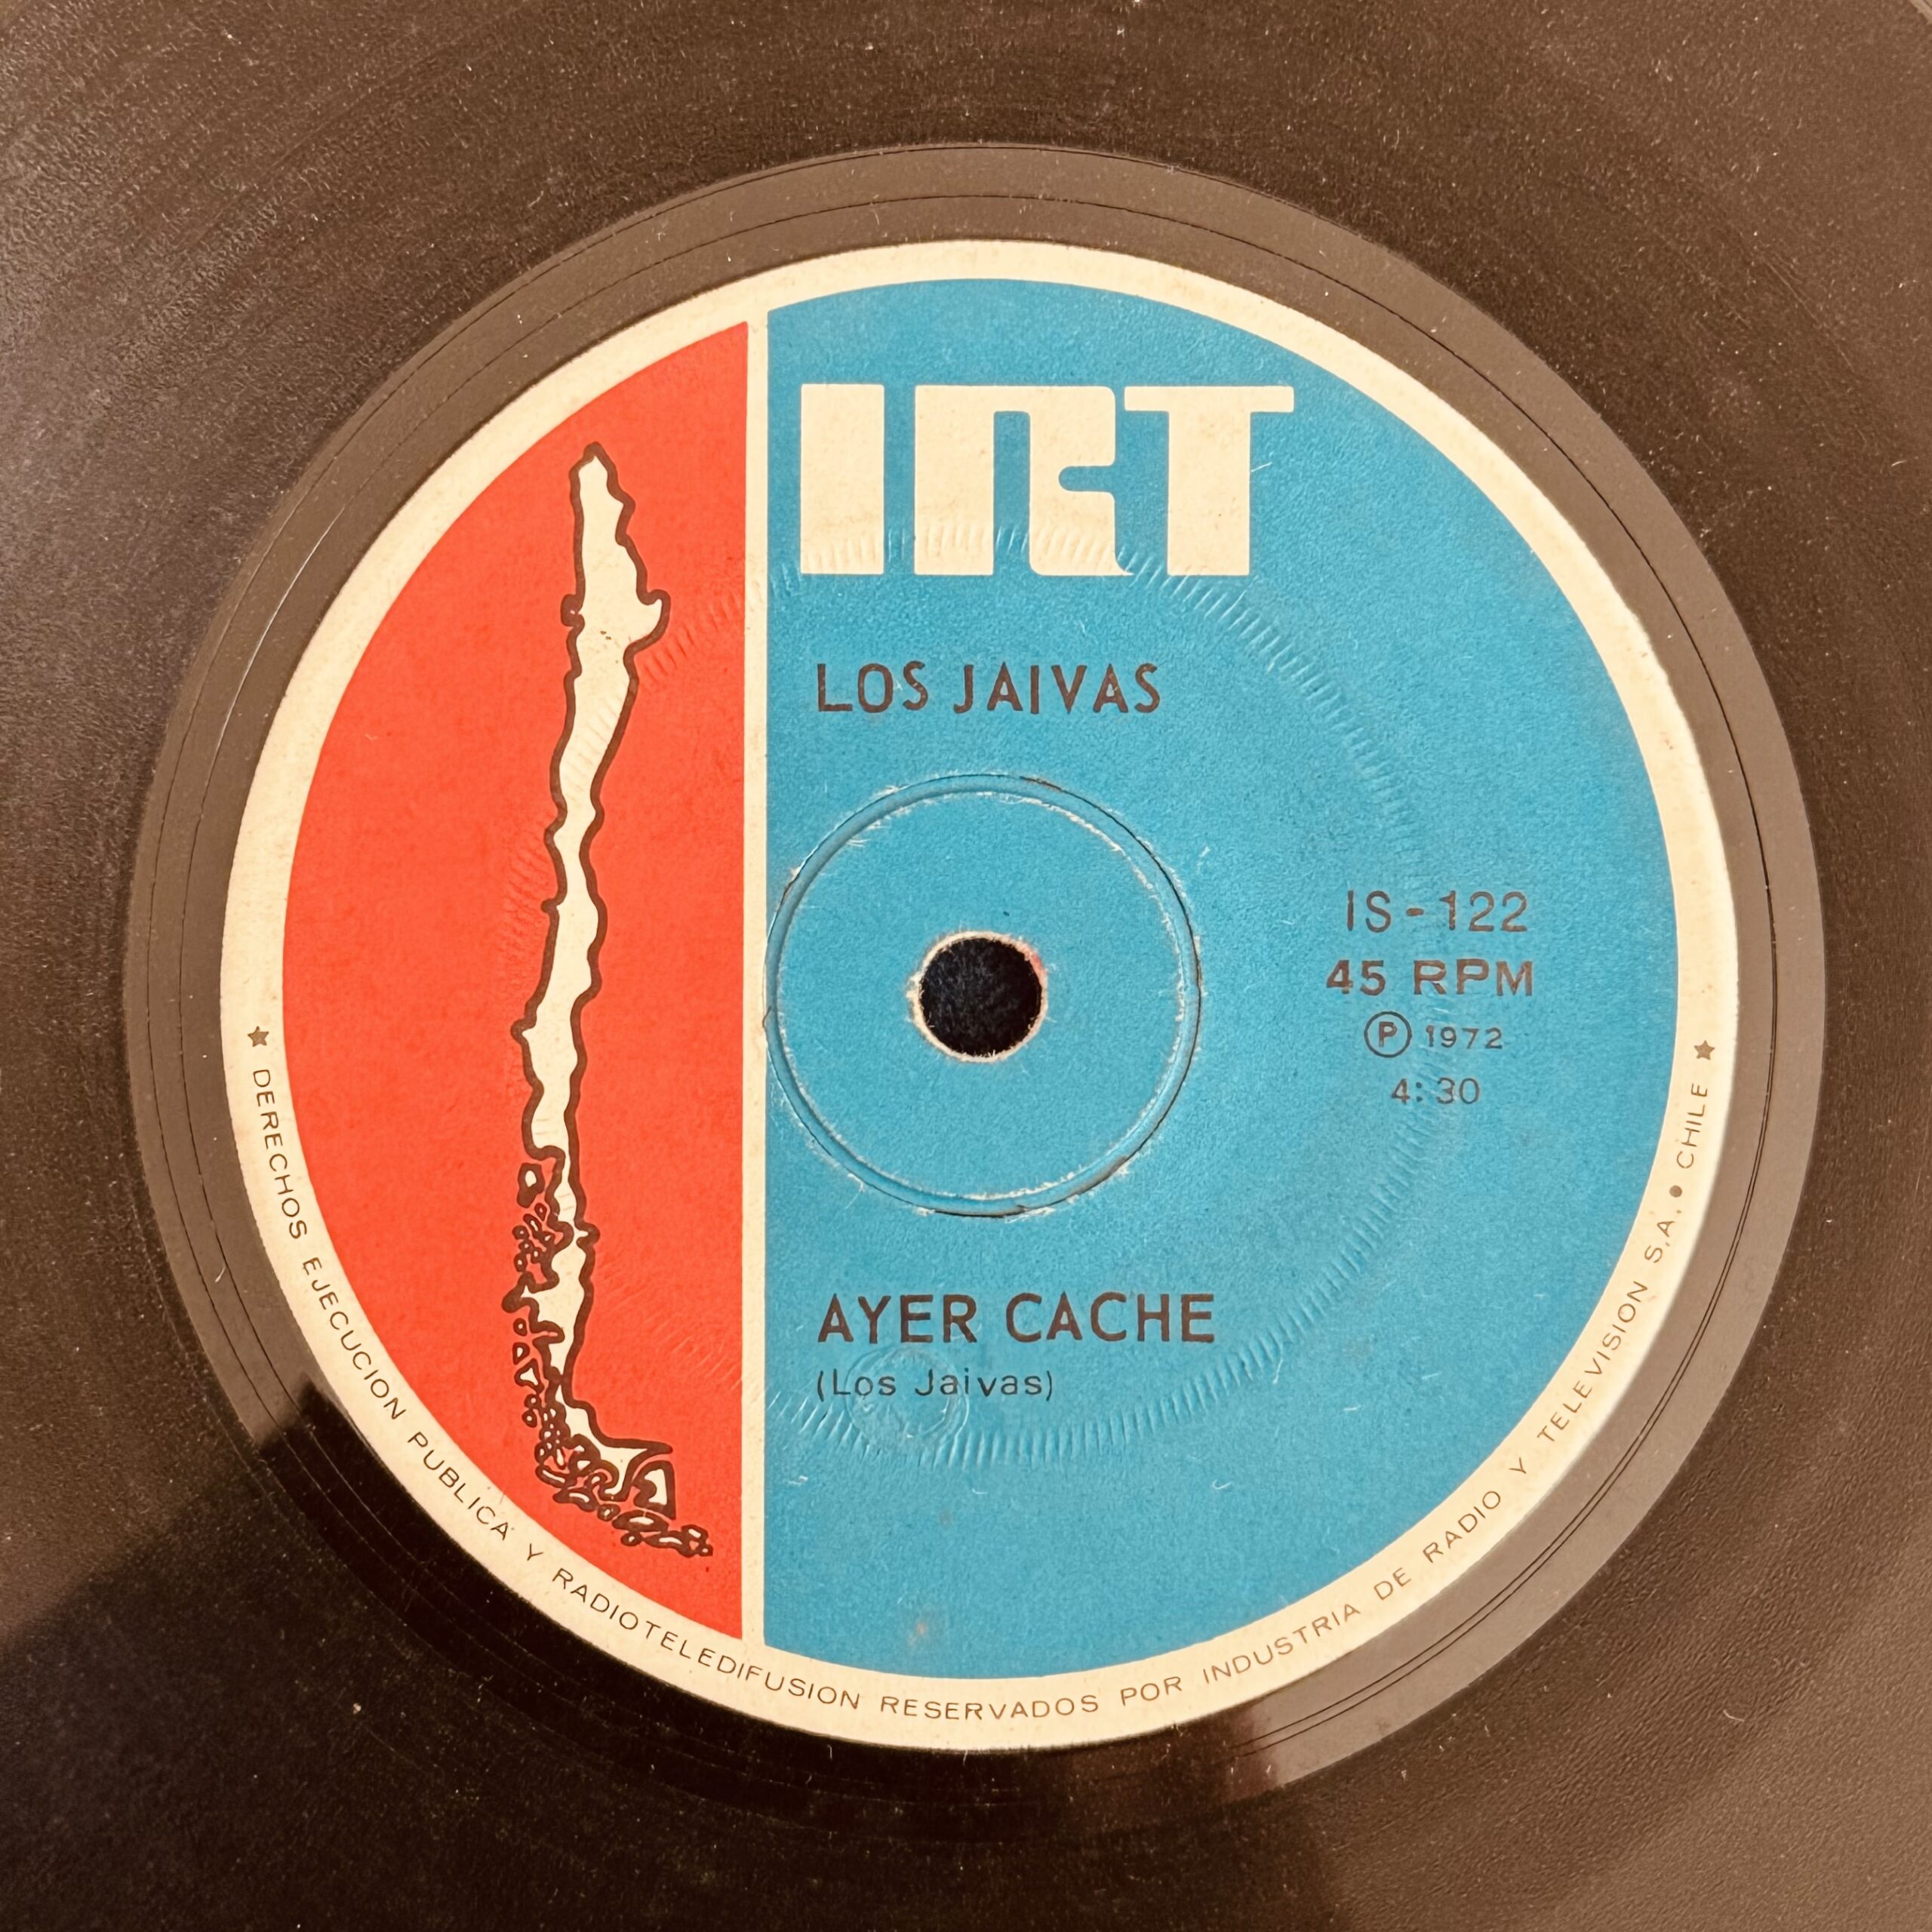 IRT
LOS JAIVAS
IS-122
45 RPM
Ⓟ 1972
4:30
AYER CACHE
(Los Jaivas)
★ DERECHOS EJECUCION PUBLICA Y RADIOTELEDIFUSION RESERVADOS POR INDUSTRIA DE RADIO Y TELEVISION S.A. • CHILE ★